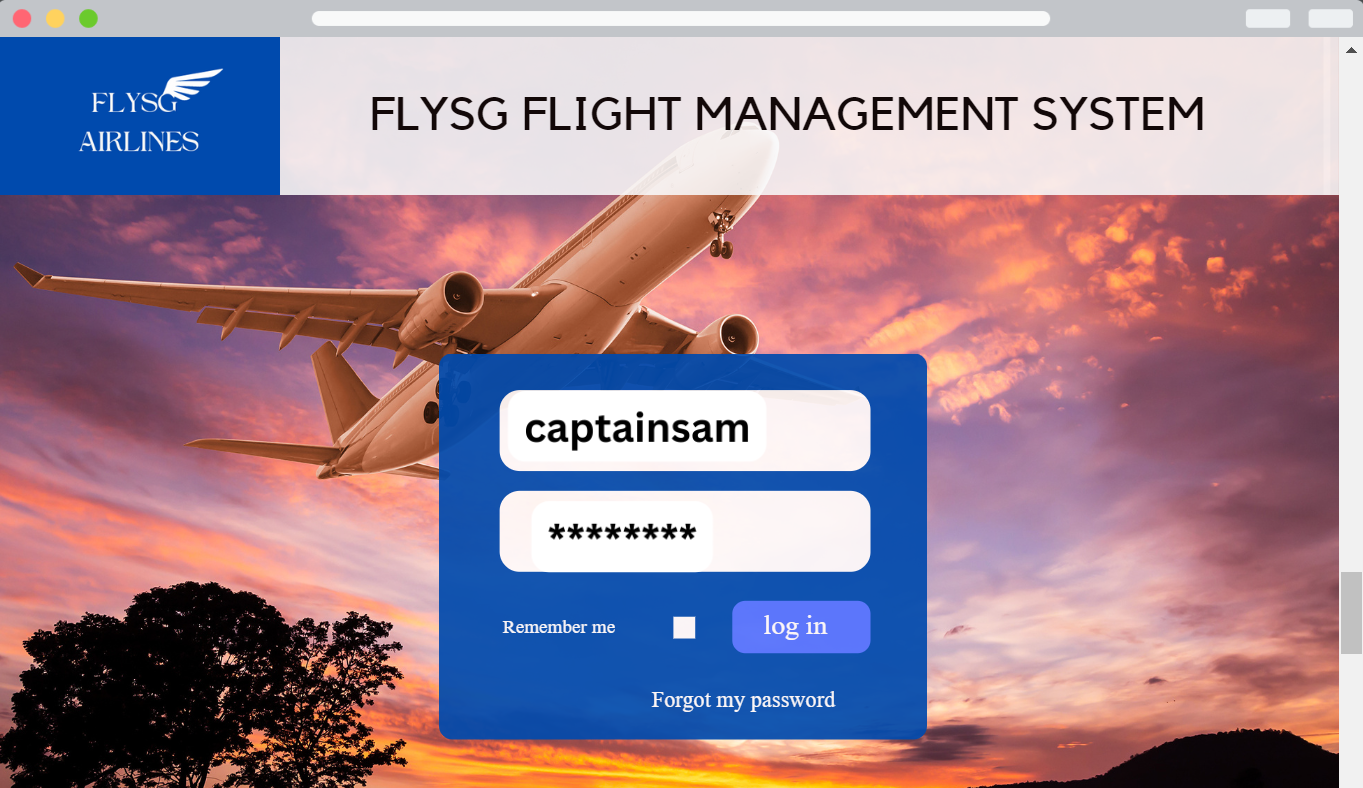 FLYSG
AIRLINES
FLYSG FLIGHT MANAGEMENT SYSTEM
captainsam
********
Remember me
log in
Forgot my password